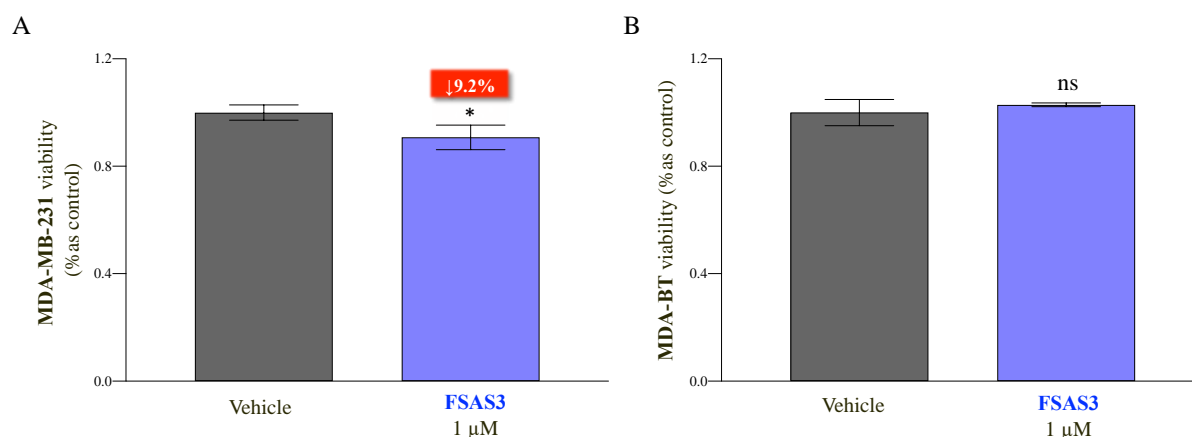 A
MDA-MB-231 viability
(%as control)
1.2
0.8
0.4
0.0
↓9.2%
*
Vehicle
FSAS3
1 µM
B
MDA-BT viability (%as control)
1.2
0.8
0.4
0.0
ns
Vehicle
FSAS3
1 µM